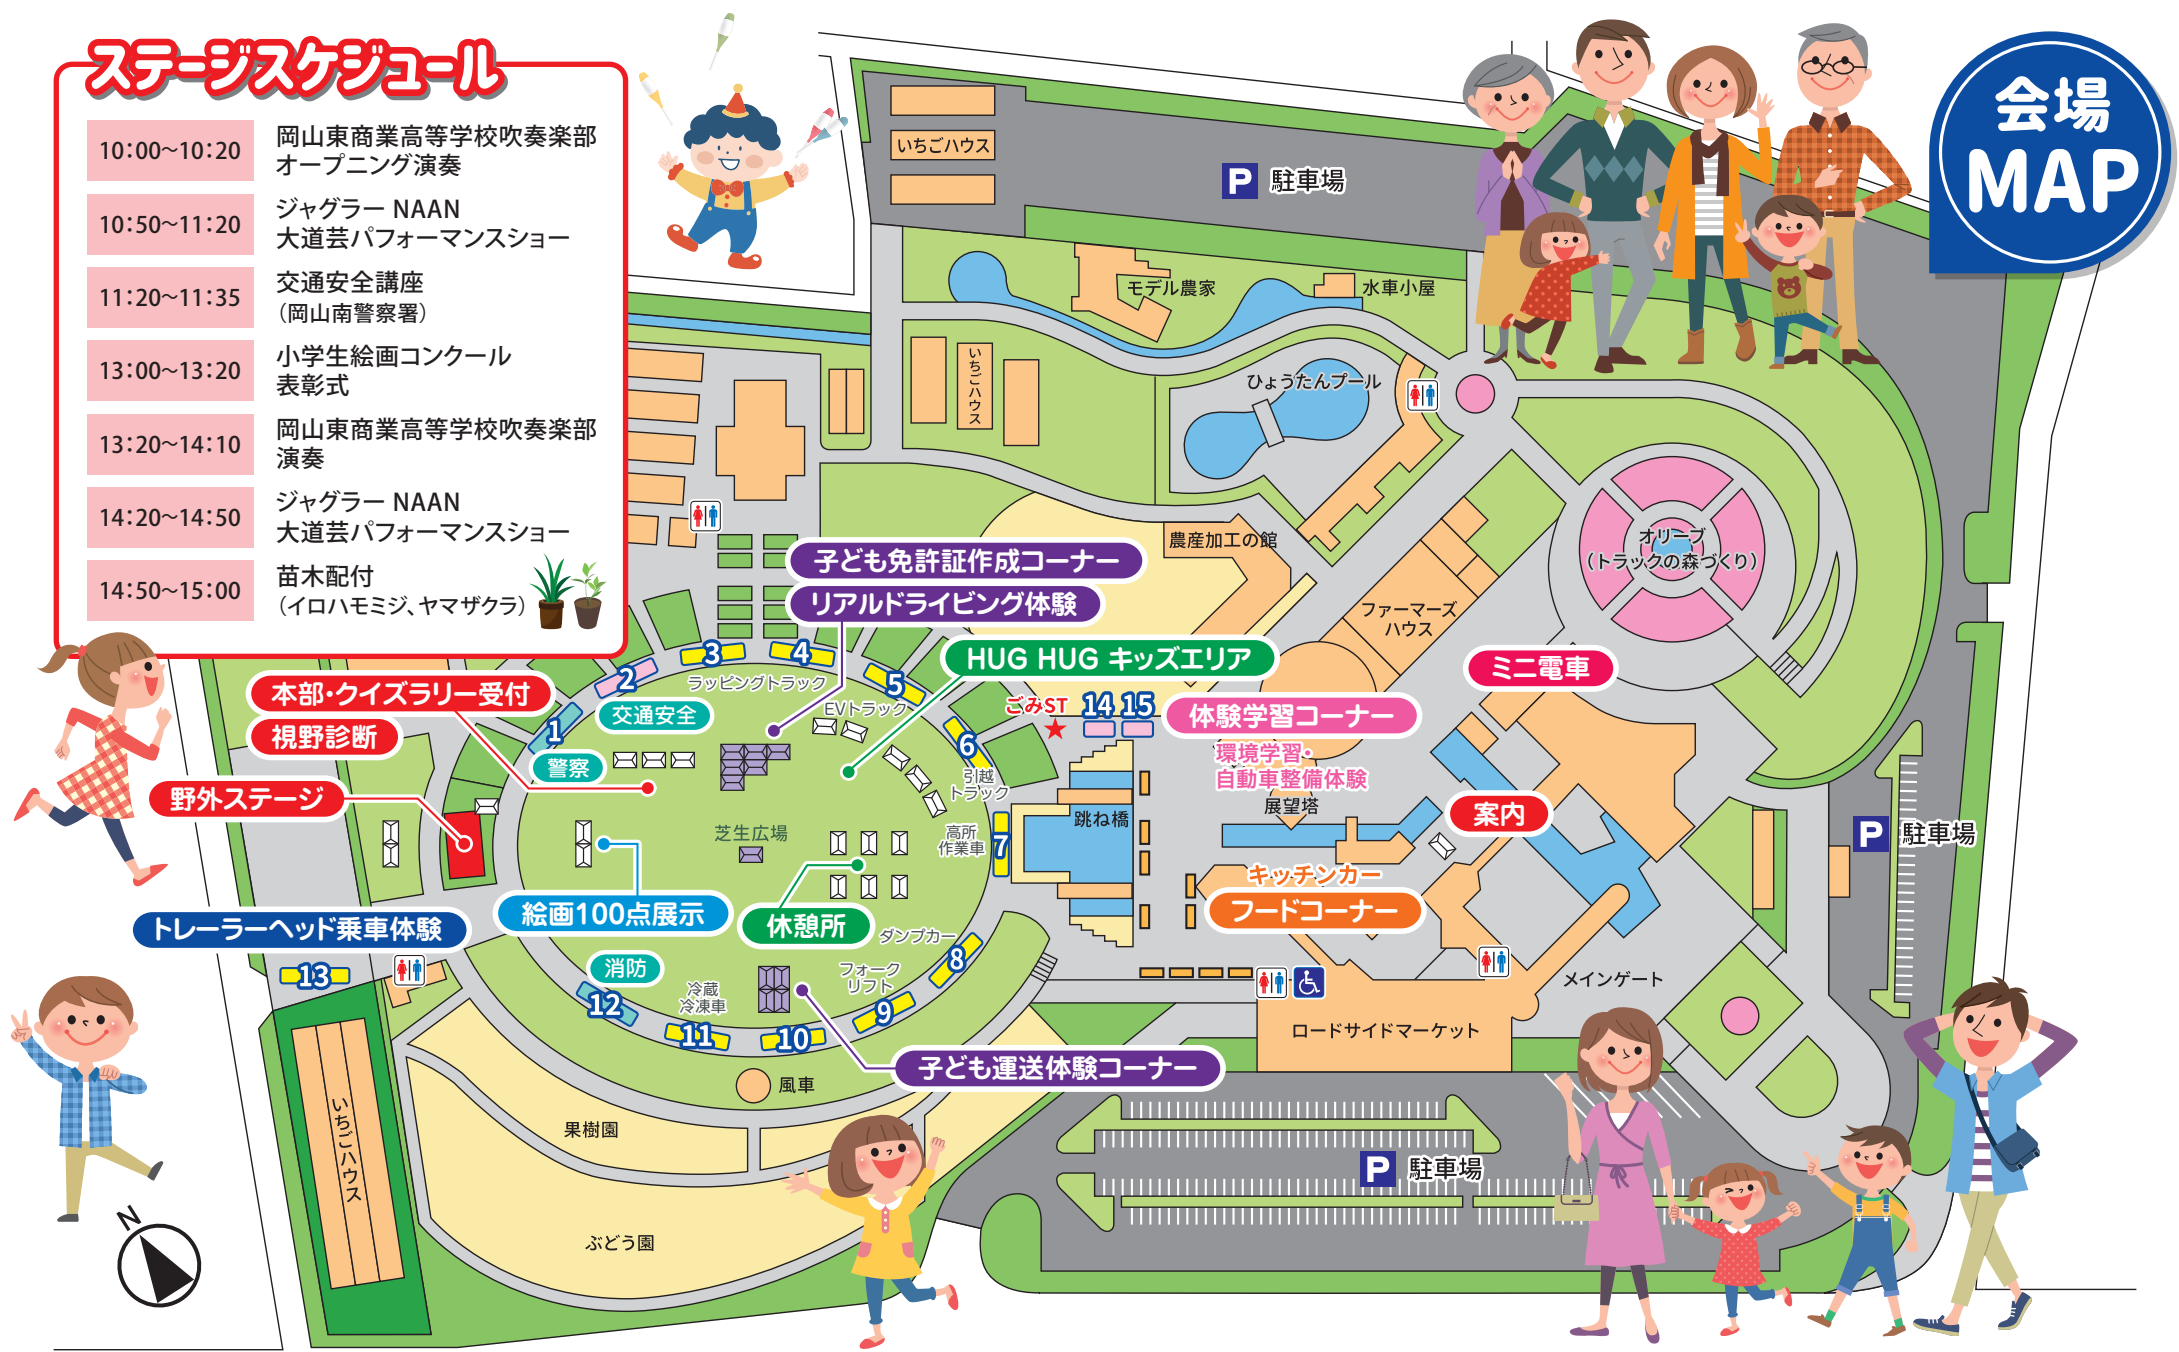 ステージスケジュール
10:00〜10:20
岡山東商業高等学校吹奏楽部
オープニング演奏
10:50〜11:20
ジャグラー NAAN
大道芸パフォーマンスショー
11:20〜11:35
交通安全講座
（岡山南警察署）
13:00〜13:20
小学生絵画コンクール
表彰式
13:20〜14:10
岡山東商業高等学校吹奏楽部
演奏
14:20〜14:50
ジャグラー NAAN
大道芸パフォーマンスショー
14:50〜15:00
苗木配付
（イロハモミジ、ヤマザクラ）
会場
MAP
いちごハウス
P 駐車場
モデル農家
水車小屋
いちごハウス
ひょうたんプール
農産加工の館
オリーブ
（トラックの森づくり）
ファーマーズ
ハウス
子ども免許証作成コーナー
リアルドライビング体験
HUG HUG キッズエリア
ミニ電車
本部・クイズラリー受付
視野診断
野外ステージ
1
2
3
4
5
6
7
8
9
10
11
12
13
14
15
交通安全
警察
ラッピングトラック
EVトラック
引越
トラック
高所
作業車
ごみST
体験学習コーナー
環境学習・
自動車整備体験
展望塔
跳ね橋
案内
芝生広場
P 駐車場
キッチンカー
フードコーナー
絵画100点展示
休憩所
トレーラーヘッド乗車体験
消防
ダンプカー
フォーク
リフト
冷蔵
冷凍車
メインゲート
ロードサイドマーケット
子ども運送体験コーナー
風車
果樹園
ぶどう園
いちごハウス
P 駐車場
N